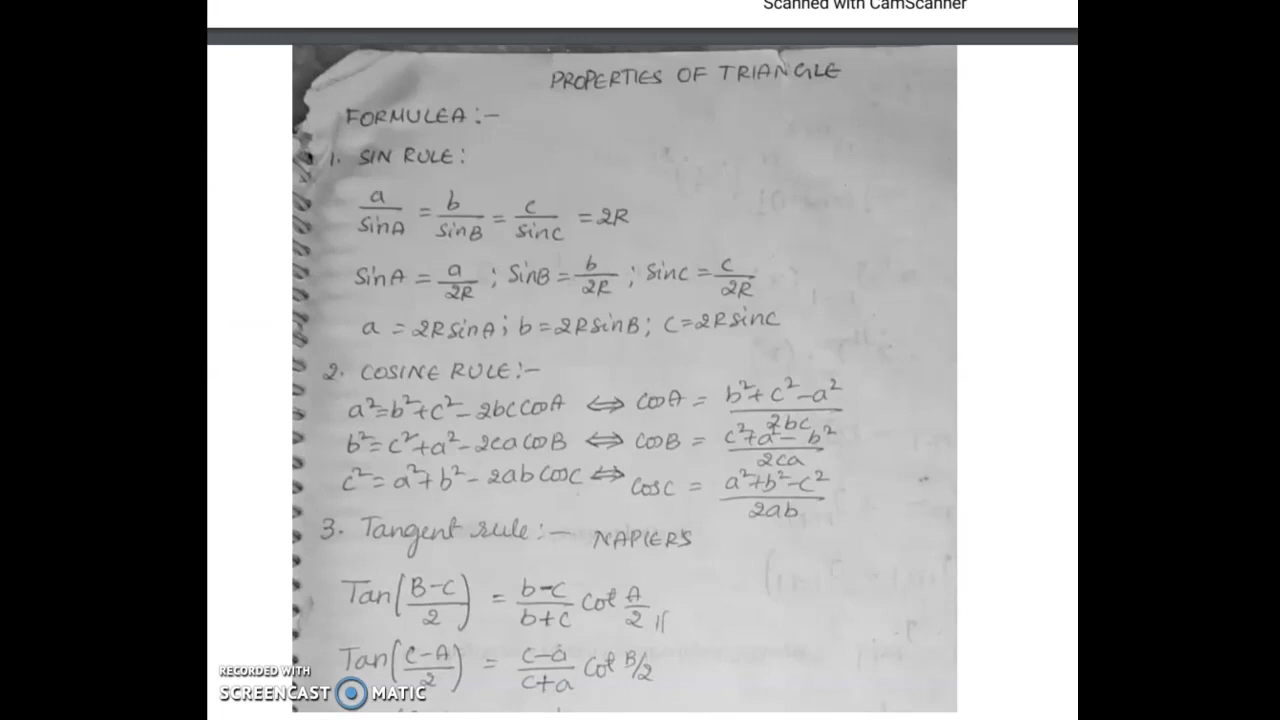 Scanned with CamScanner
PROPERTIES OF TRIANGLE
FORMULEA :-
1. SIN RULE:
a/sinA = b/sinB = c/sinC = 2R
SinA = a/2R ; SinB = b/2R ; Sinc = c/2R
a = 2RsinA; b = 2RsinB; c = 2Rsinc
2. COSINE RULE:-
a² = b² + c² - 2bc cosA ⇔ cosA = b² + c² - a² / 2bc
b² = c² + a² - 2ca cosB ⇔ cosB = c² + a² - b² / 2ca
c² = a² + b² - 2ab cosc ⇔ cosc = a² + b² - c² / 2ab
3. Tangent rule:- NAPIERS
Tan(B-C/2) = b-c/b+c cot A/2 //
Tan(C-A/2) = c-a/c+a cot B/2
RECORDED WITH
SCREENCAST MATIC